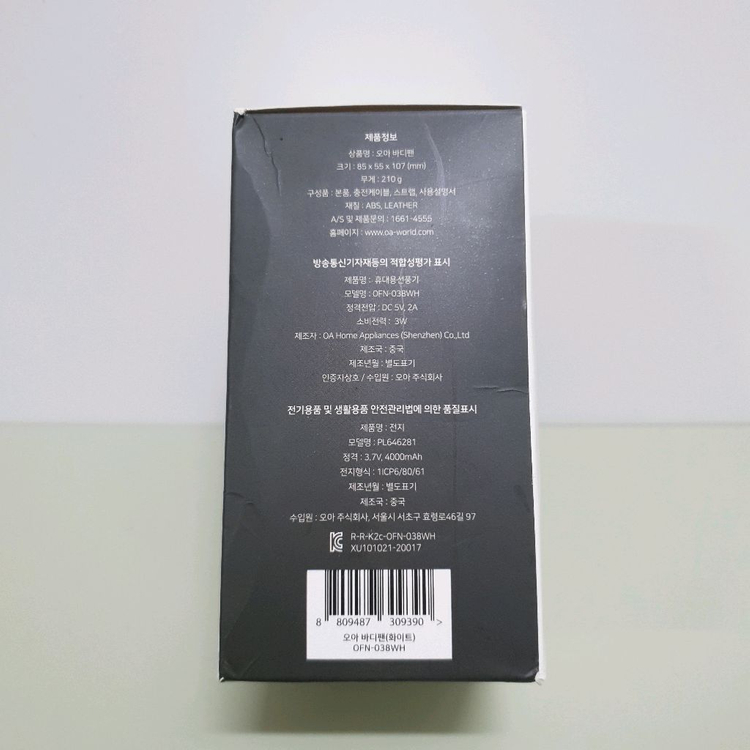 제품정보
상품명 : 오아 바디팬
크기 : 85 x 55 x 107 (mm)
무게 : 210 g
구성품 : 본품, 충전케이블, 스트랩, 사용설명서
재질 : ABS, LEATHER
A/S 및 제품문의 : 1661-4555
홈페이지 : www.oa-world.com
방송통신기자재등의 적합성평가 표시
제품명 : 휴대용선풍기
모델명 : OFN-038WH
정격전압 : DC 5V, 2A
소비전력 : 3W
제조자 : OA Home Appliances (Shenzhen) Co.,Ltd
제조국 : 중국
제조년월 : 별도표기
인증자상호 / 수입원 : 오아 주식회사
전기용품 및 생활용품 안전관리법에 의한 품질표시
제품명 : 전지
모델명 : PL646281
정격 : 3.7V, 4000mAh
전지형식 : 1ICP6/80/61
제조년월 : 별도표기
제조국 : 중국
수입원 : 오아 주식회사, 서울시 서초구 효령로46길 97
R-R-K2c-OFN-038WH
XU101021-20017
8 809487 309390 >
오아 바디팬(화이트)
OFN-038WH